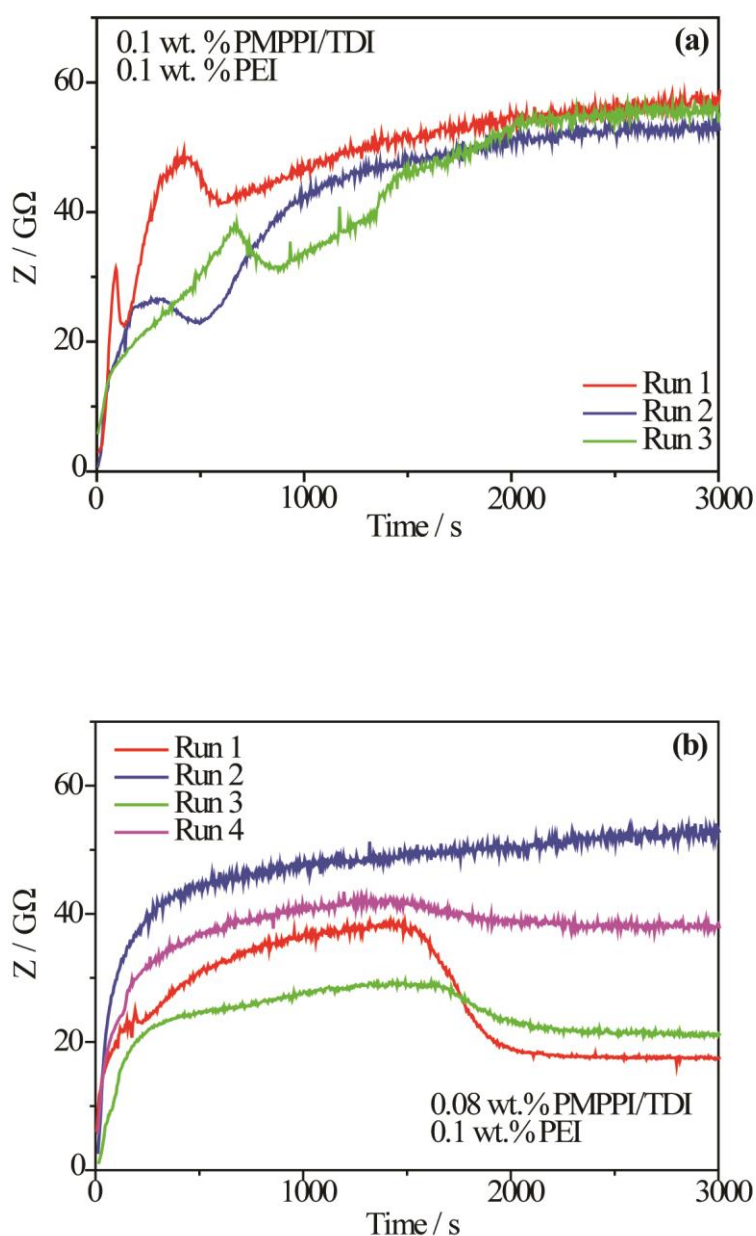 0.1 wt. % PMPPI/TDI
(a)
0.1 wt. % PEI
60
40
20
0
Z / GΩ
Run 1
Run 2
Run 3
0
1000
2000
3000
Time / s
Run 1
(b)
Run 2
Run 3
Run 4
60
40
20
0
Z / GΩ
0.08 wt.% PMPPI/TDI
0.1 wt.% PEI
0
1000
2000
3000
Time / s